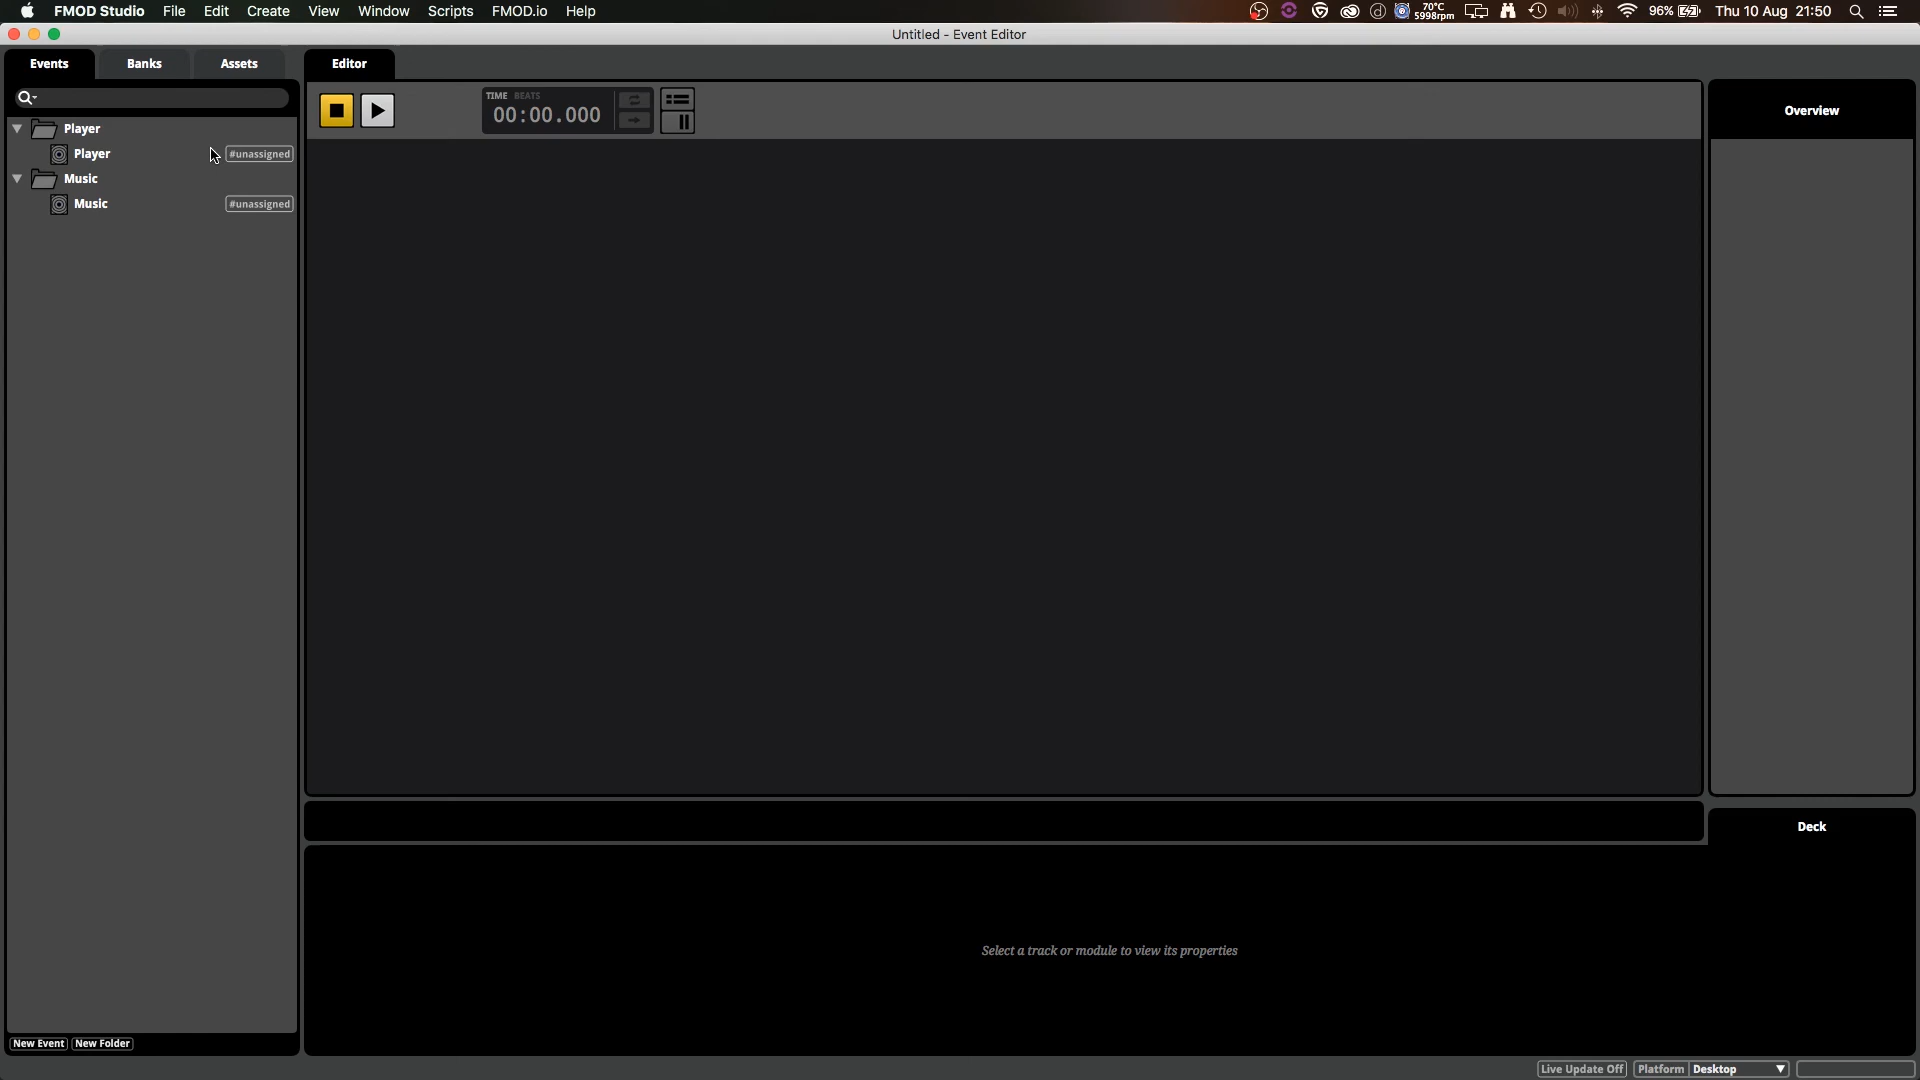 FMOD Studio File Edit Create View Window Scripts FMOD.io Help 70°C 5998rpm 96% Thu 10 Aug 21:50
Untitled - Event Editor
Events Banks Assets Editor
TIME BEATS
00:00.000
Overview
Player
Player #unassigned
Music
Music #unassigned
Deck
Select a track or module to view its properties
New Event New Folder
Live Update Off Platform Desktop